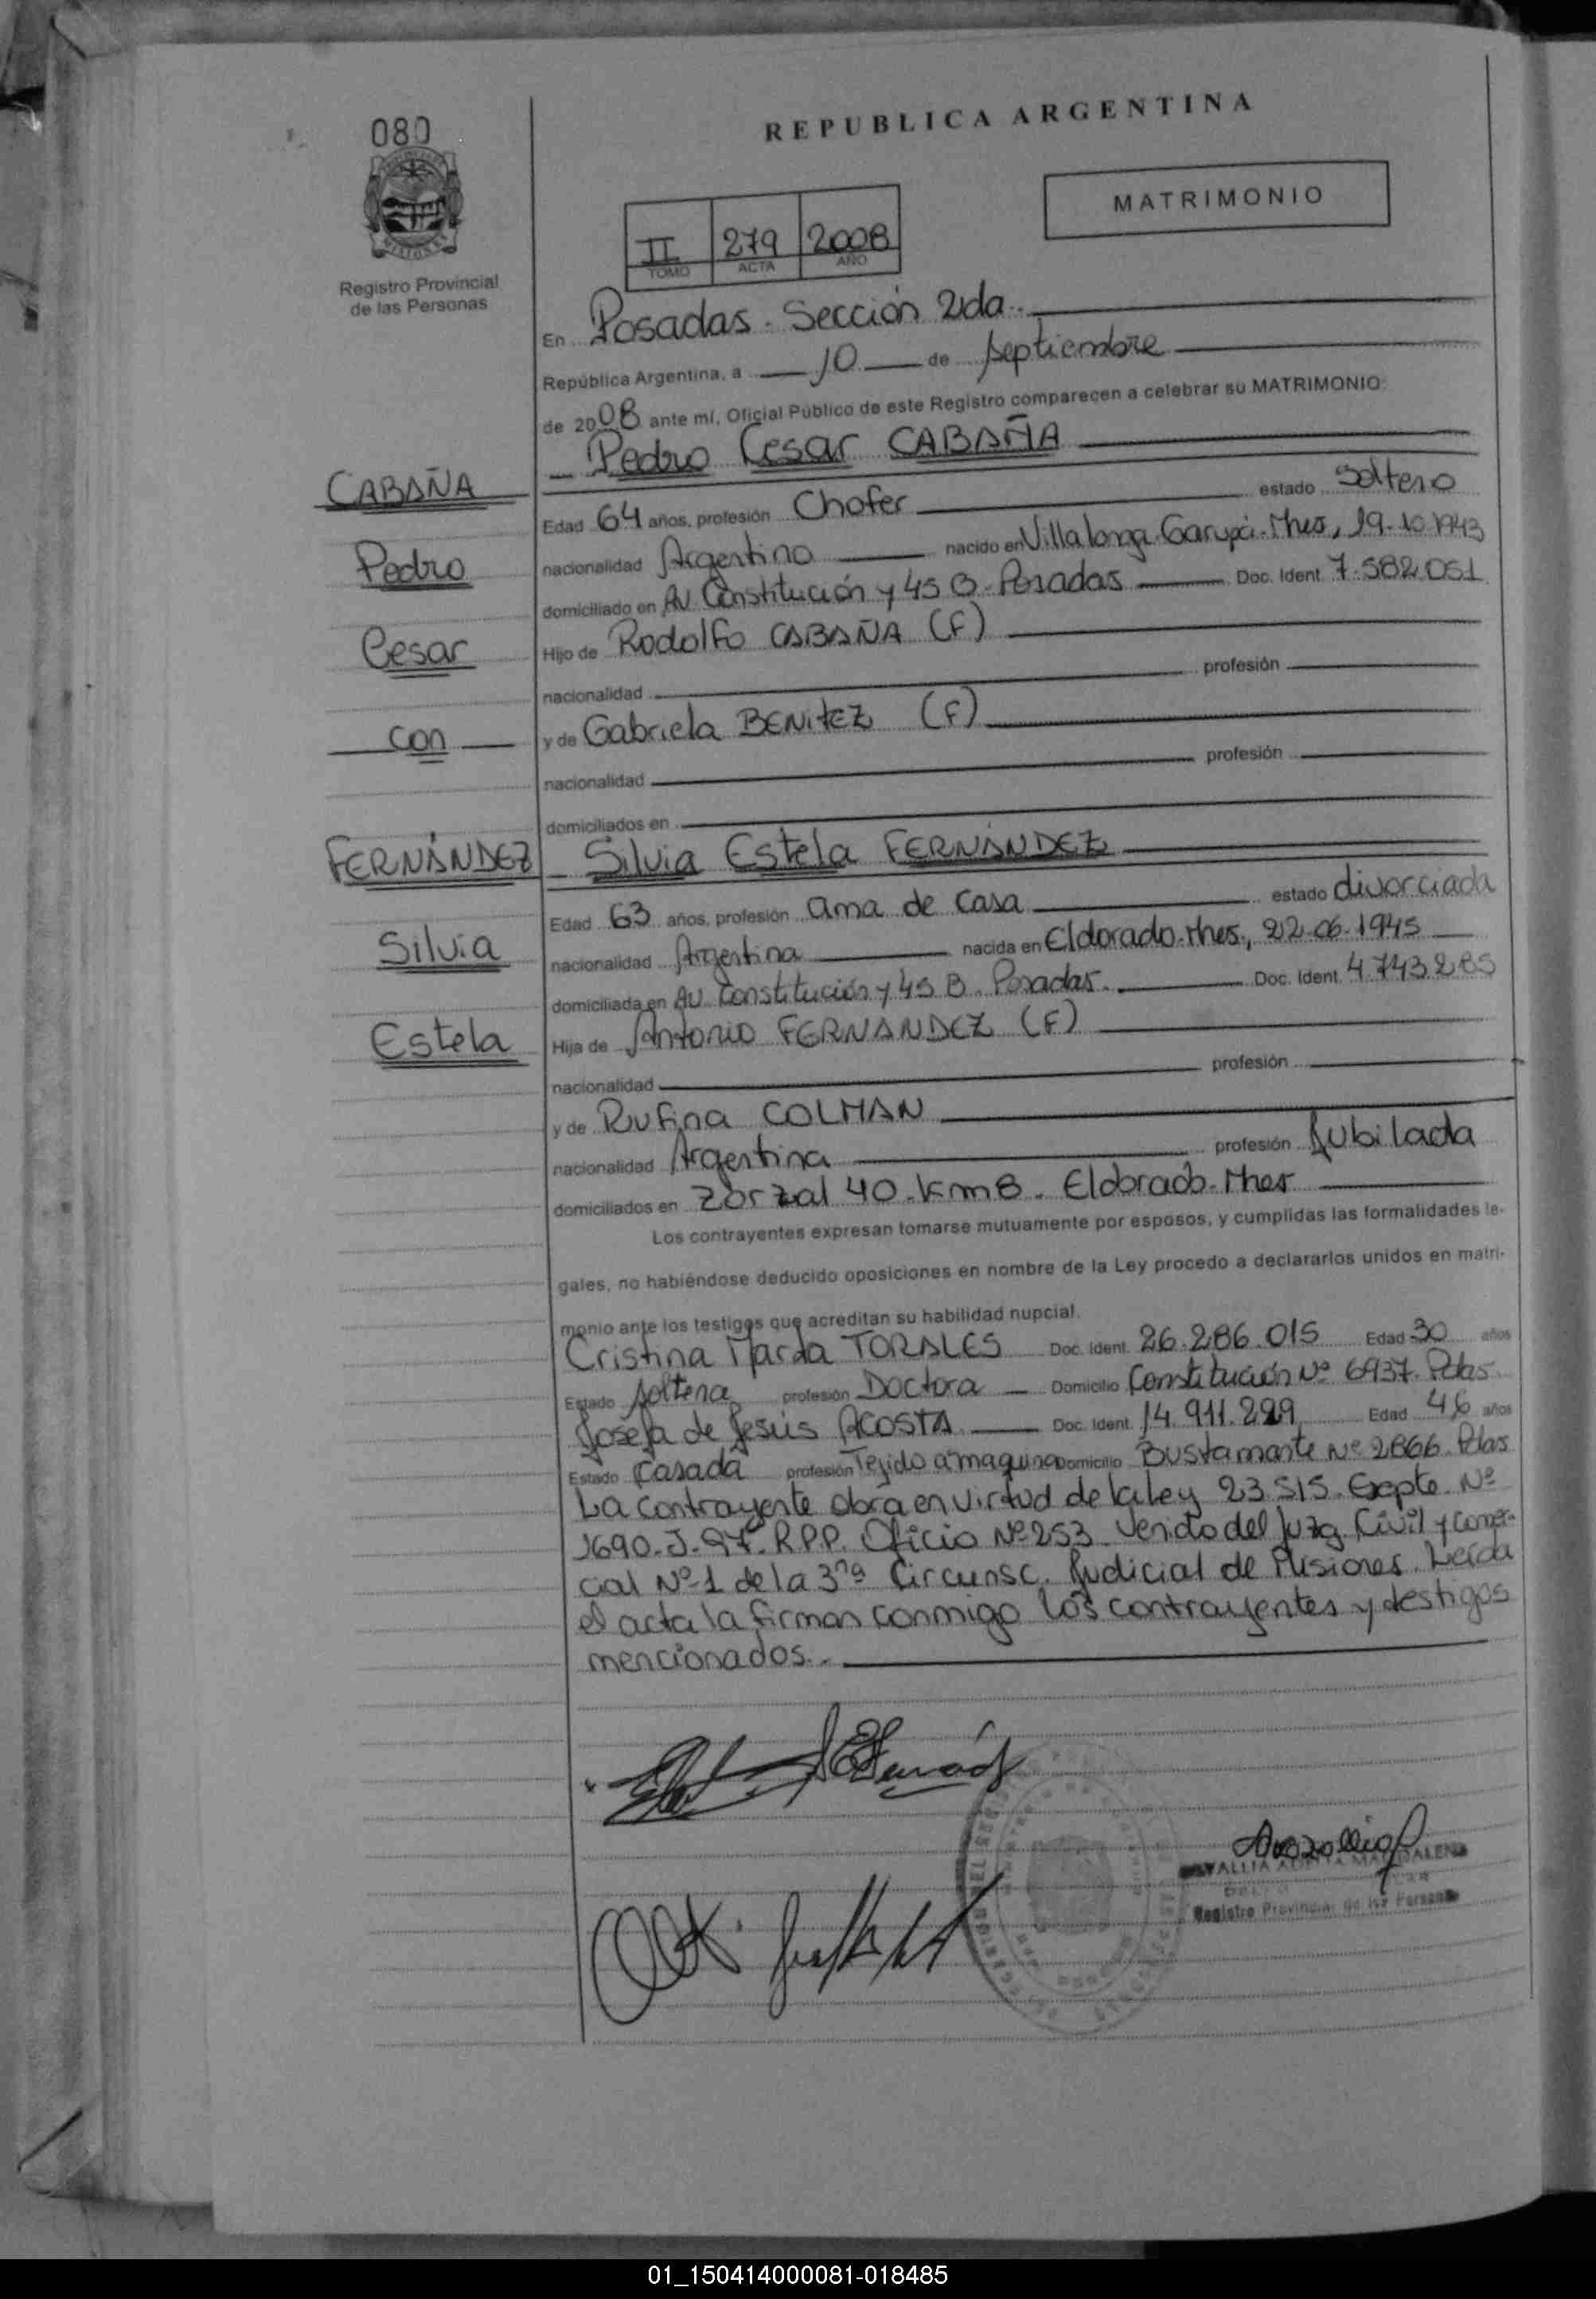 080
REPUBLICA ARGENTINA
MATRIMONIO
II 279 2008
TOMO ACTA AÑO
Registro Provincial
de las Personas
En Posadas. Sección 2da.
República Argentina, a 10 de septiembre
de 2008 ante mí, Oficial Público de este Registro comparecen a celebrar su MATRIMONIO:
Pedro Cesar CABAÑA
CABAÑA
Edad 64 años, profesión Chofer estado Soltero
Pedro
nacionalidad Argentino nacido en Villalonga-Garupá-Mnes, 19-10-1943
domiciliado en Av. Constitución y 45 B - Posadas Doc. Ident. 7.582.051
Cesar
Hijo de Rodolfo CABAÑA (F)
nacionalidad profesión
con
y de Gabriela BENITEZ (F)
nacionalidad profesión
domiciliados en
FERNÁNDEZ
Silvia Estela FERNÁNDEZ
Edad 63 años, profesión Ama de Casa estado divorciada
Silvia
nacionalidad Argentina nacida en Eldorado-Mnes., 22-06-1945
domiciliada en Av. Constitución y 45 B - Posadas. Doc. Ident. 4.743.285
Estela
Hija de Antonio FERNANDEZ (F)
nacionalidad profesión
y de Rufina COLMAN
nacionalidad Argentina profesión Jubilada
domiciliados en Zorzal 40. Km 8. Eldorado-Mnes
Los contrayentes expresan tomarse mutuamente por esposos, y cumplidas las formalidades le-
gales, no habiéndose deducido oposiciones en nombre de la Ley procedo a declararlos unidos en matri-
monio ante los testigos que acreditan su habilidad nupcial.
Cristina Marda TORALES Doc. Ident. 26.286.015 Edad 30 años
Estado soltera profesión Doctora Domicilio Constitución Nº 6937. Pdas.
Josefa de Jesús ACOSTA Doc. Ident. 14.911.229 Edad 46 años
Estado Casada profesión Tejido a maquina Domicilio Bustamante Nº 2866. Pdas
La contrayente obra en virtud de la Ley 23.515. Expte. Nº
1690-J-97-R.P.P. Oficio Nº 253. Venido del Juzg. Civil y Comer-
cial Nº 1 de la 3ra Circunsc. Judicial de Misiones. Leída
el acta la firman conmigo los contrayentes y testigos
mencionados.
Registro Provincial de las Personas
01_150414000081-018485